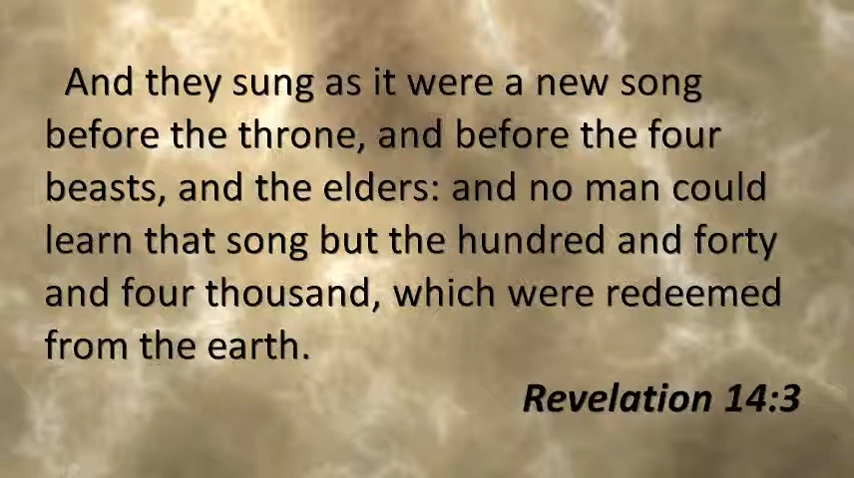 And they sung as it were a new song
before the throne, and before the four
beasts, and the elders: and no man could
learn that song but the hundred and forty
and four thousand, which were redeemed
from the earth.
Revelation 14:3